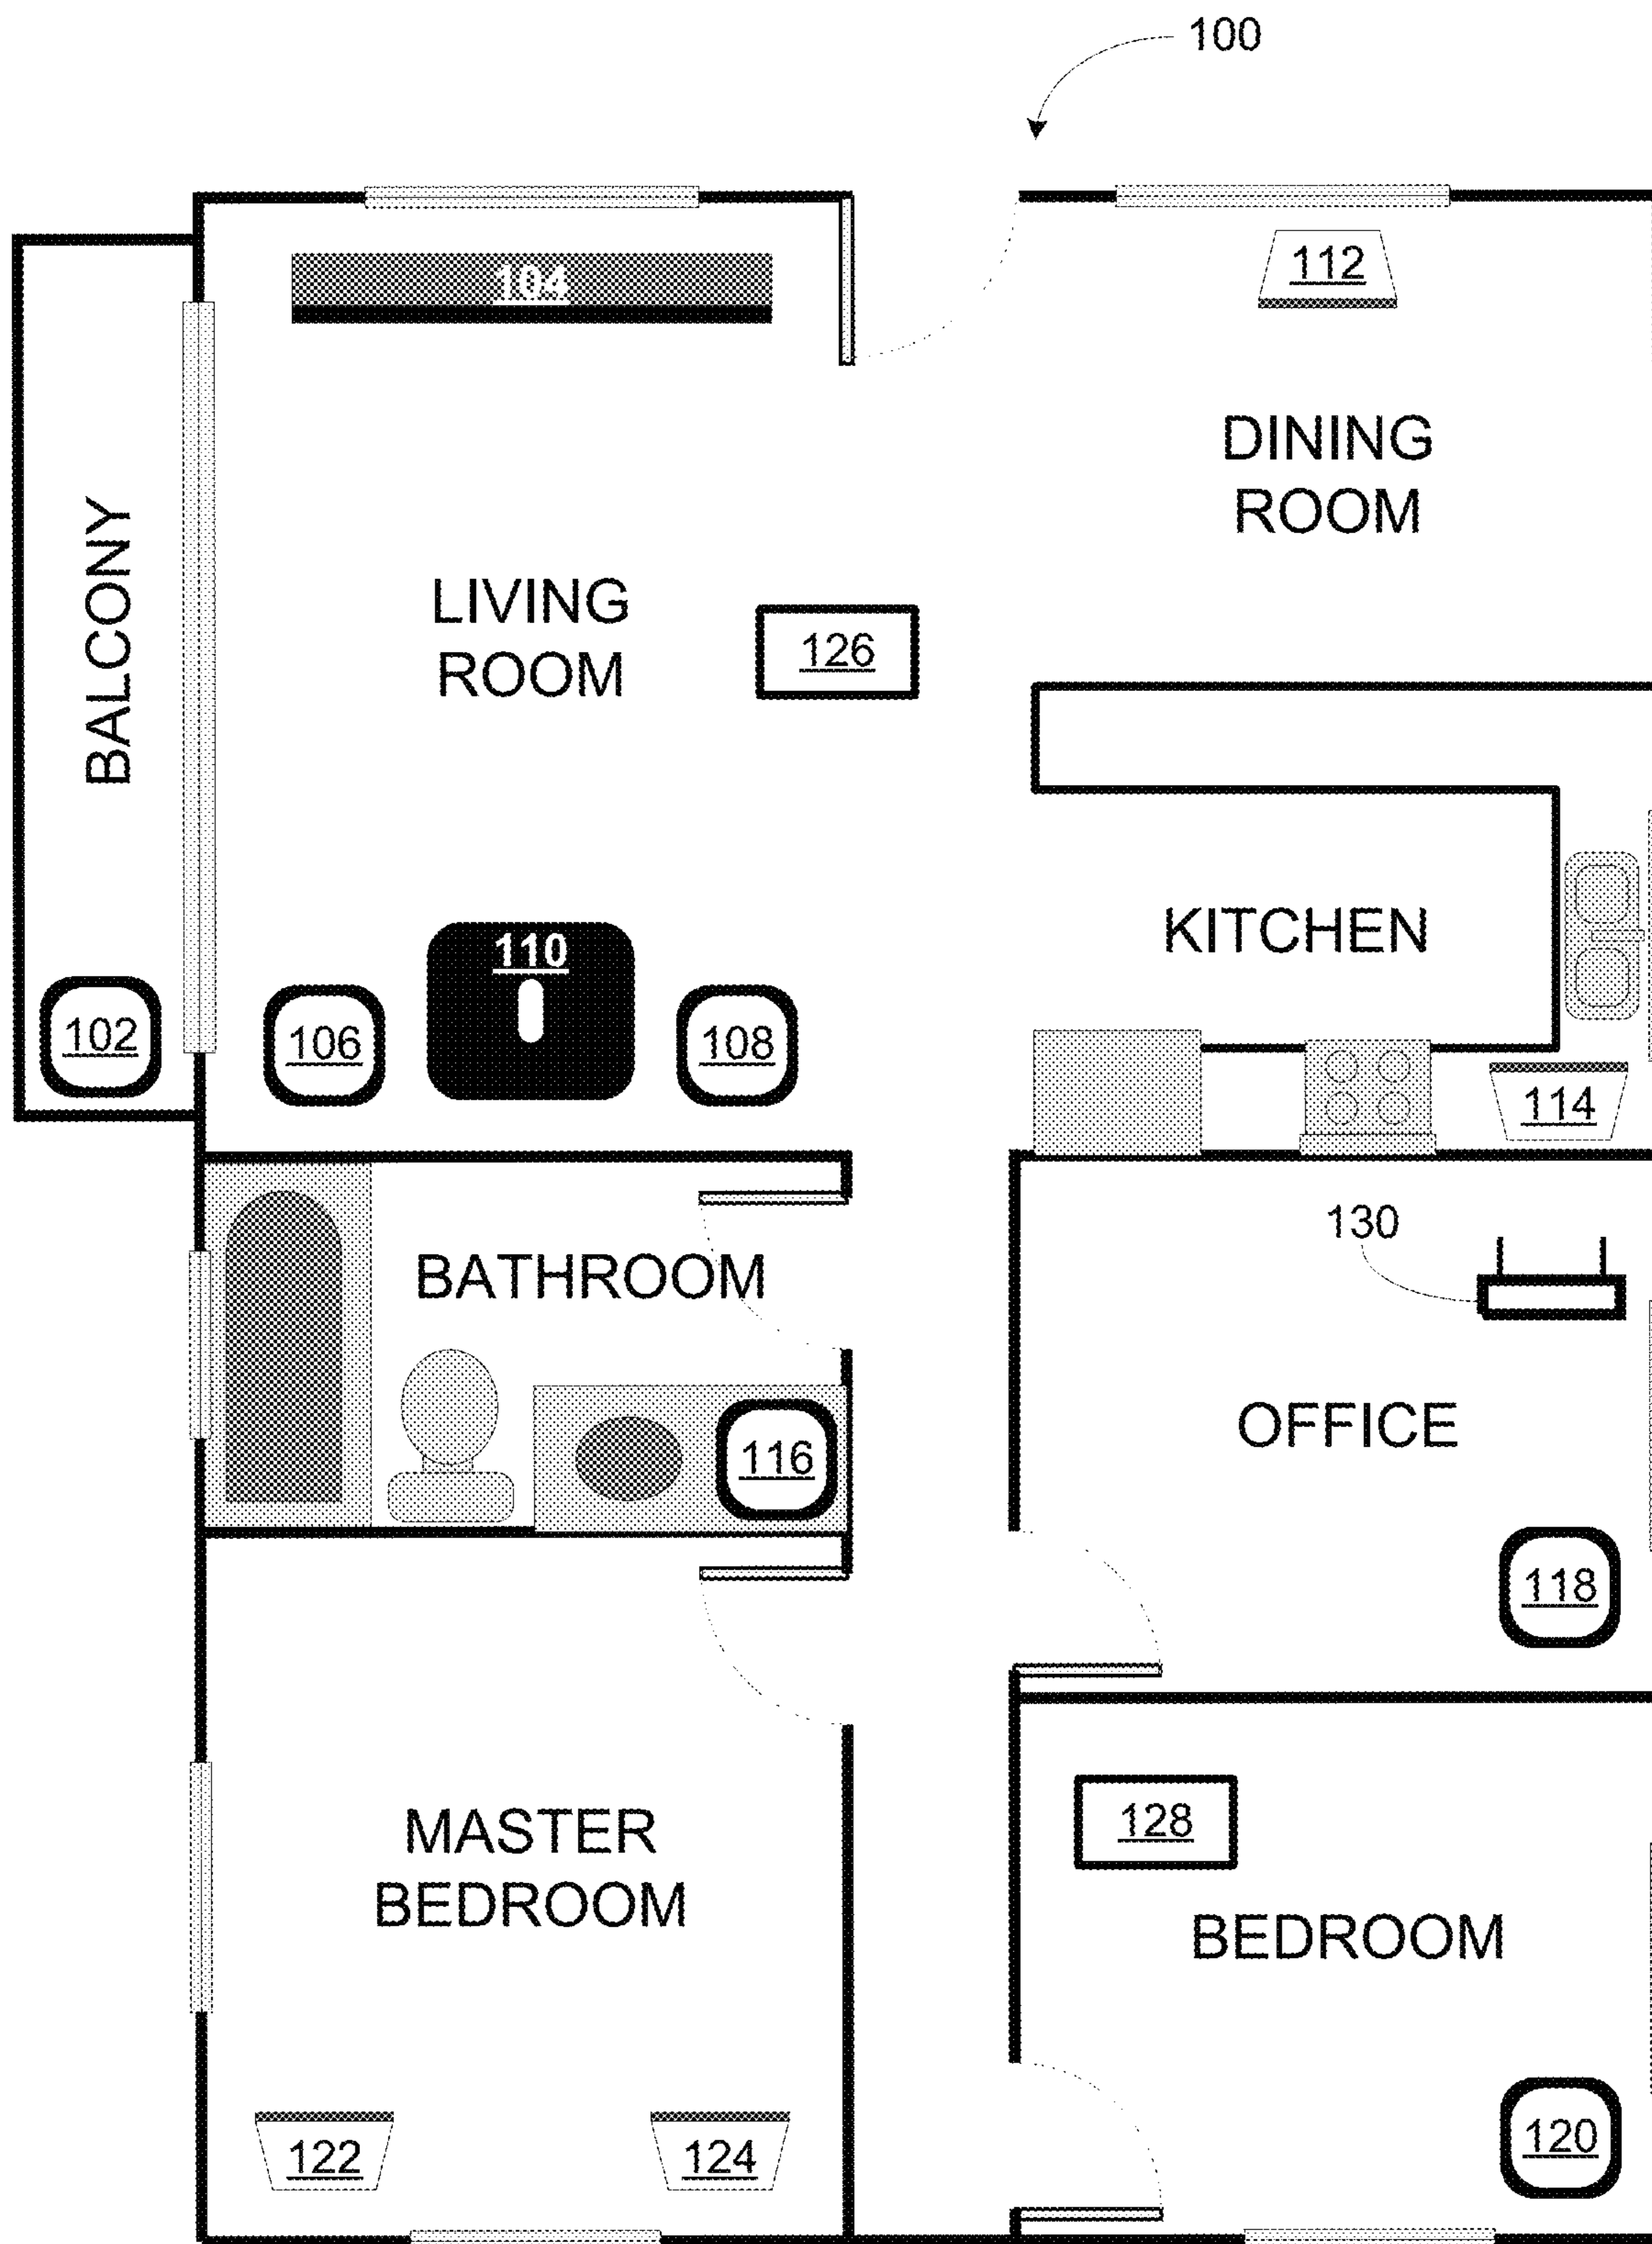 100
104
112
DINING
ROOM
BALCONY
LIVING
ROOM
126
KITCHEN
110
102
106
108
114
130
BATHROOM
OFFICE
116
118
128
MASTER
BEDROOM
BEDROOM
120
122
124